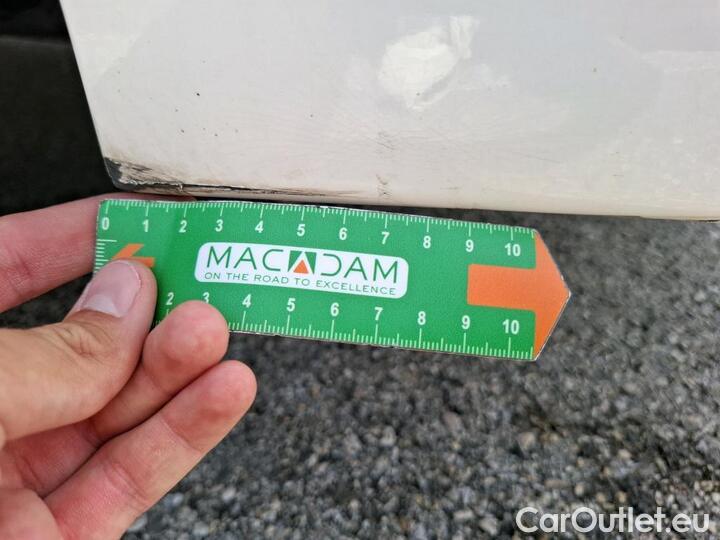 0 1 2 3 4 5 6 7 8 9 10
0
MACADAM
ON THE ROAD TO EXCELLENCE
2 3 4 5 6 7 8 9 10
CarOutlet.eu